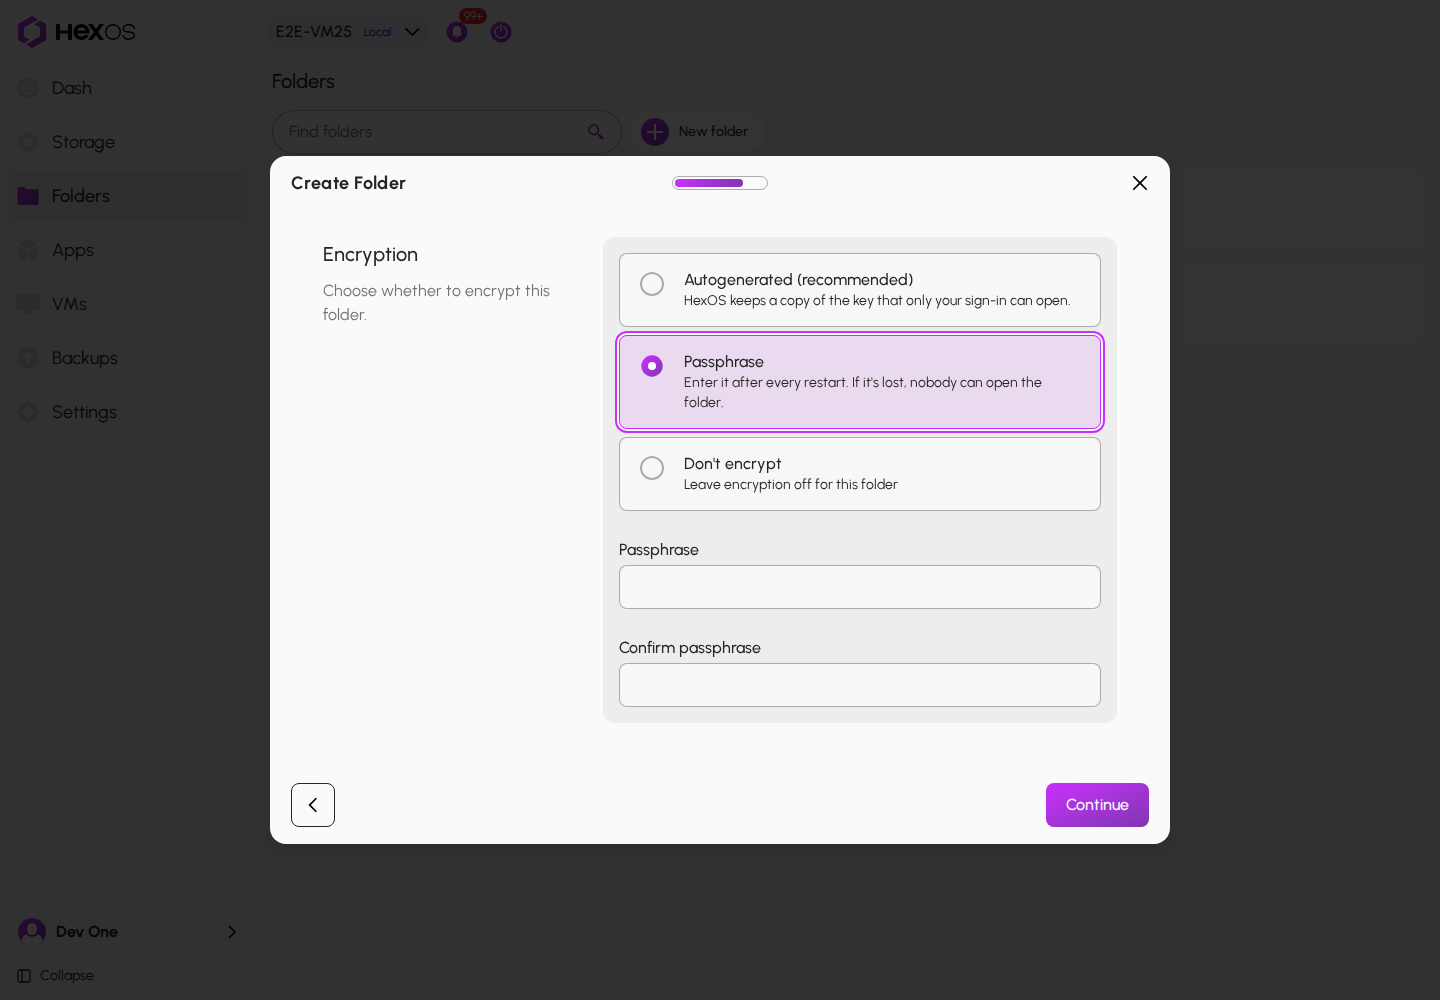 HexOS
E2E-VM25 Local
99+
Dash
Storage
Folders
Apps
VMs
Backups
Settings
Folders
Find folders
New folder
Create Folder
Encryption
Choose whether to encrypt this
folder.
Autogenerated (recommended)
HexOS keeps a copy of the key that only your sign-in can open.
Passphrase
Enter it after every restart. If it's lost, nobody can open the
folder.
Don't encrypt
Leave encryption off for this folder
Passphrase
Confirm passphrase
Continue
Dev One
Collapse